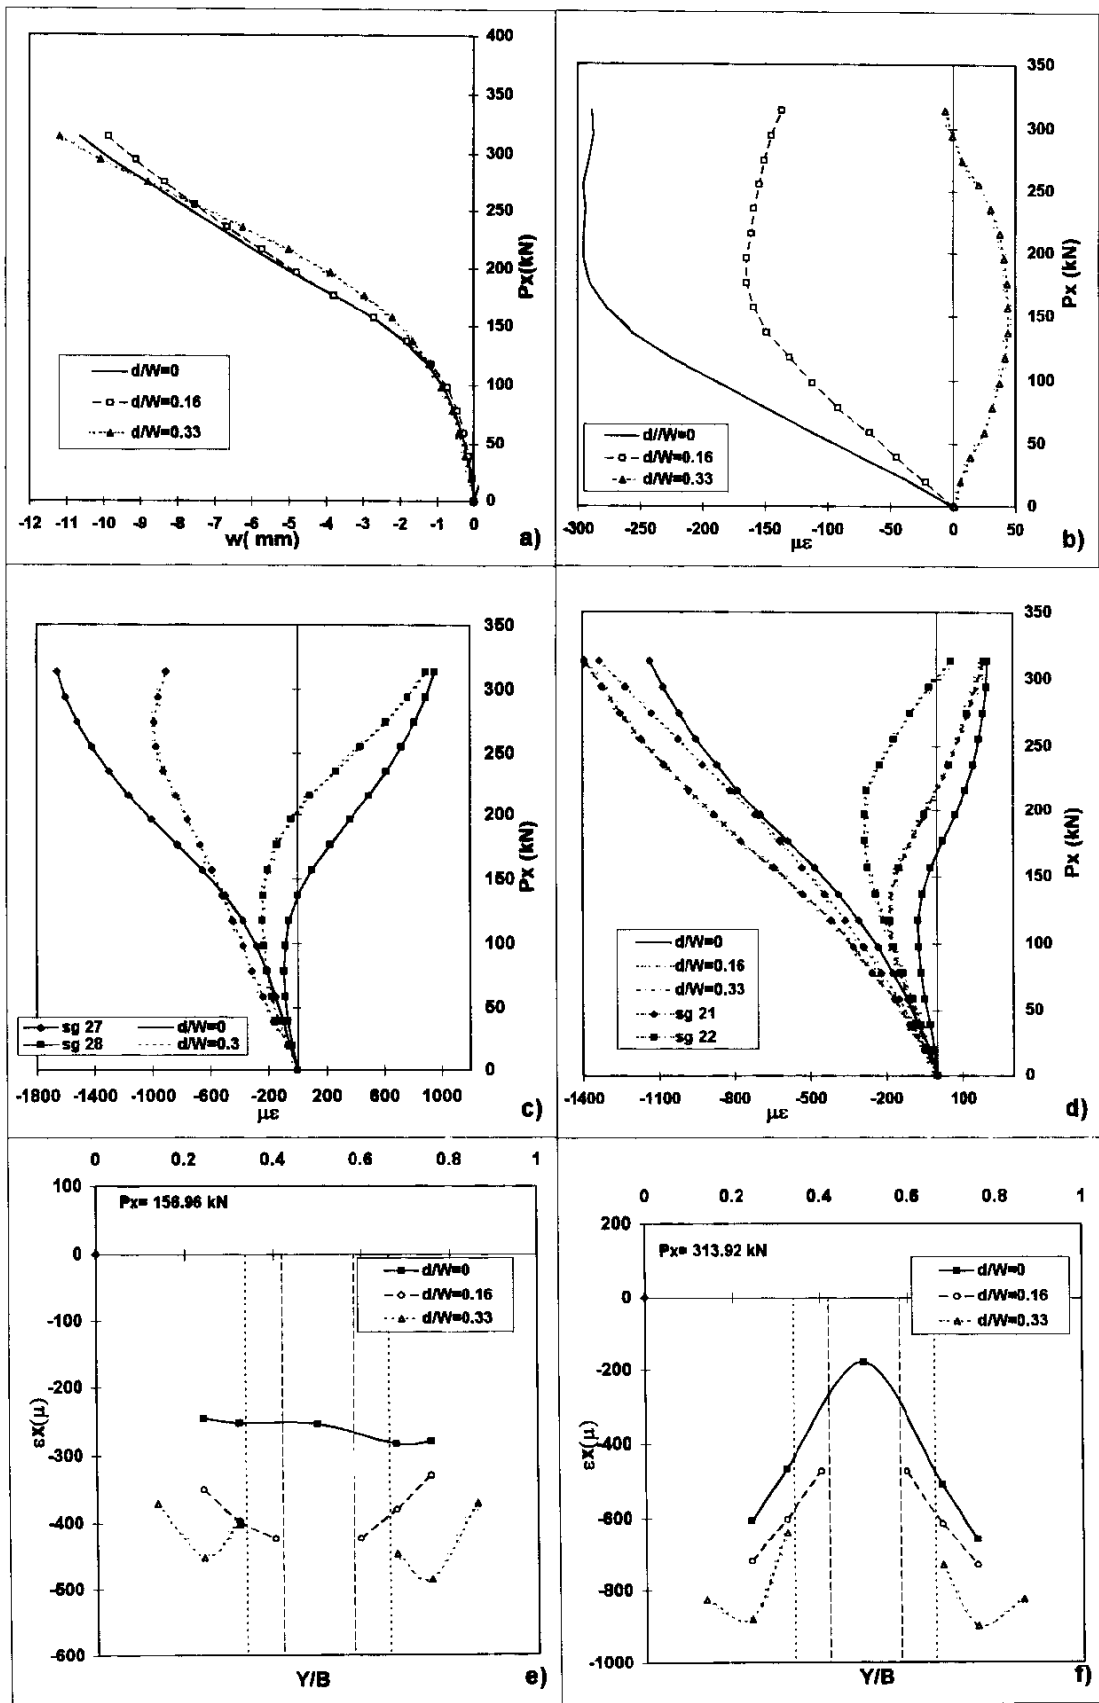 400
350
300
250
200
150
100
50
0
Px(kN)
d/W=0
d/W=0.16
d/W=0.33
-12 -11 -10 -9 -8 -7 -6 -5 -4 -3 -2 -1 0
w( mm)
a)
350
300
250
200
150
100
50
0
Px (kN)
d//W=0
d/W=0.16
d/W=0.33
-300 -250 -200 -150 -100 -50 0 50
με
b)
350
300
250
200
150
100
50
0
Px (kN)
sg 27 d/W=0
sg 28 d/W=0.3
-1800 -1400 -1000 -600 -200 200 600 1000
με
c)
350
300
250
200
150
100
50
0
Px (kN)
d/W=0
d/W=0.16
d/W=0.33
sg 21
sg 22
-1400 -1100 -800 -500 -200 100
με
d)
0 0.2 0.4 0.6 0.8 1
100
0
-100
-200
-300
-400
-500
-600
Px= 156.96 kN
d/W=0
d/W=0.16
d/W=0.33
εx(μ)
Y/B
e)
0 0.2 0.4 0.6 0.8 1
200
0
-200
-400
-600
-800
-1000
Px= 313.92 kN
d/W=0
d/W=0.16
d/W=0.33
εx(μ)
Y/B
f)